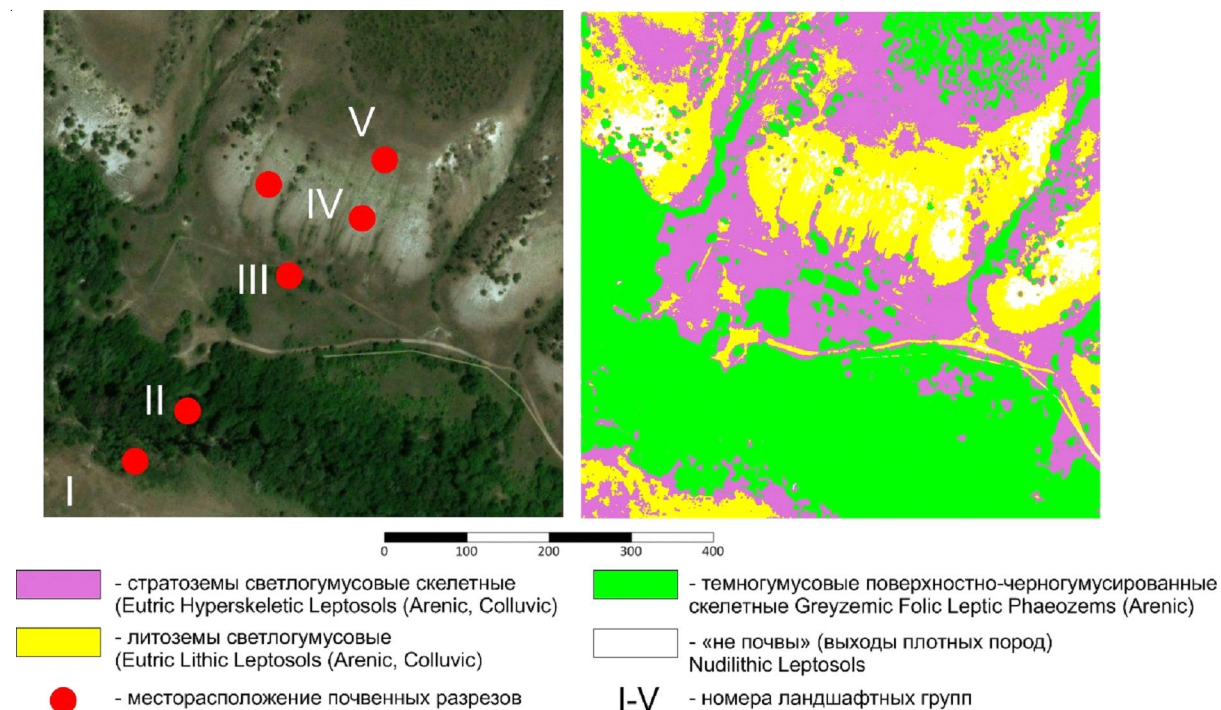 V
IV
III
II
I
0 100 200 300 400
- стратоземы светлогумусовые скелетные
(Eutric Hyperskeletic Leptosols (Arenic, Colluvic)
- литоземы светлогумусовые
(Eutric Lithic Leptosols (Arenic, Colluvic)
- месторасположение почвенных разрезов
- темногумусовые поверхностно-черногумусированные
скелетные Greyzemic Folic Leptic Phaeozems (Arenic)
- «не почвы» (выходы плотных пород)
Nudilithic Leptosols
I-V - номера ландшафтных групп